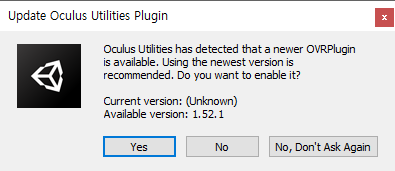 Update Oculus Utilities Plugin
Oculus Utilities has detected that a newer OVRPlugin
is available. Using the newest version is
recommended. Do you want to enable it?
Current version: (Unknown)
Available version: 1.52.1
Yes
No
No, Don't Ask Again